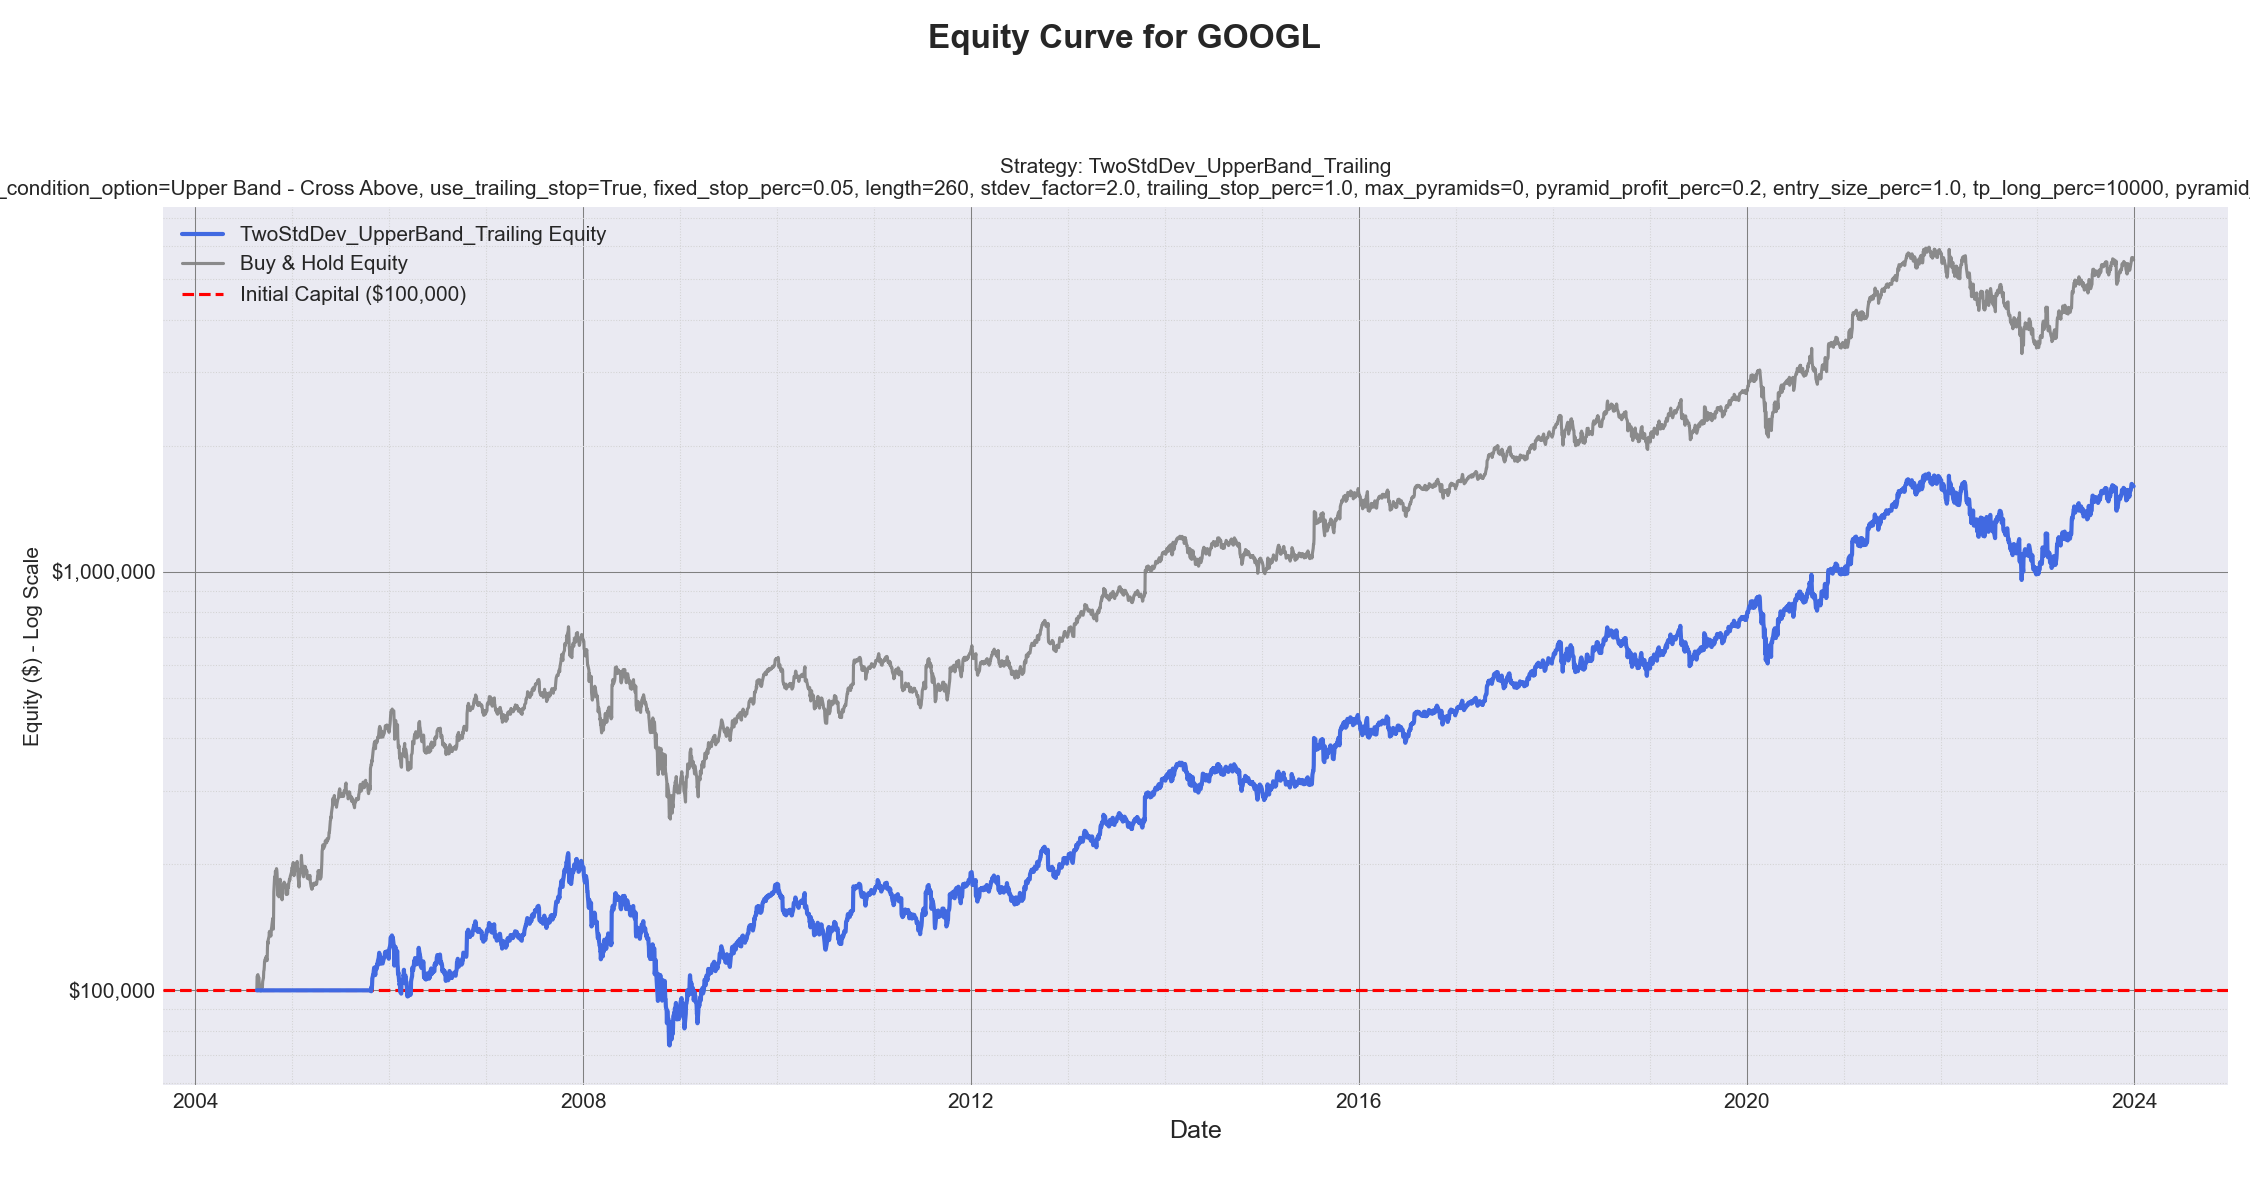 Equity Curve for GOOGL
Strategy: TwoStdDev_UpperBand_Trailing
_condition_option=Upper Band - Cross Above, use_trailing_stop=True, fixed_stop_perc=0.05, length=260, stdev_factor=2.0, trailing_stop_perc=1.0, max_pyramids=0, pyramid_profit_perc=0.2, entry_size_perc=1.0, tp_long_perc=10000, pyramid_
TwoStdDev_UpperBand_Trailing Equity
Buy & Hold Equity
Initial Capital ($100,000)
Equity ($) - Log Scale
$1,000,000
$100,000
2004
2008
2012
2016
2020
2024
Date